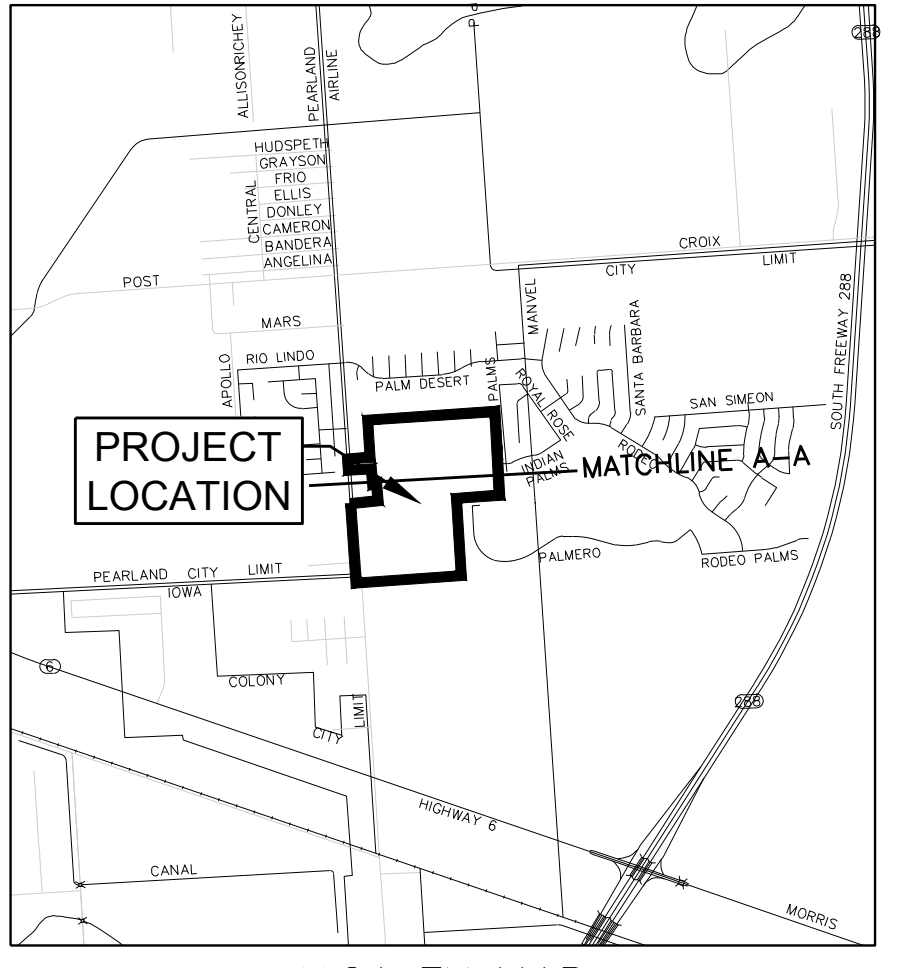 288
ALLISONRICHEY
PEARLAND
AIRLINE
HUDSPETH
GRAYSON
FRIO
ELLIS
DONLEY
CAMERON
BANDERA
ANGELINA
CENTRAL
CROIX
CITY LIMIT
POST
MARS
MANVEL
SANTA BARBARA
SOUTH FREEWAY 288
APOLLO
RIO LINDO
PALM DESERT
PALMS
ROYAL ROSE
SAN SIMEON
RODEO
INDIAN
PALMS
PROJECT
LOCATION
MATCHLINE A-A
PALMERO
RODEO PALMS
PEARLAND CITY LIMIT
IOWA
6
COLONY
CITY
LIMIT
288
HIGHWAY 6
CANAL
MORRIS